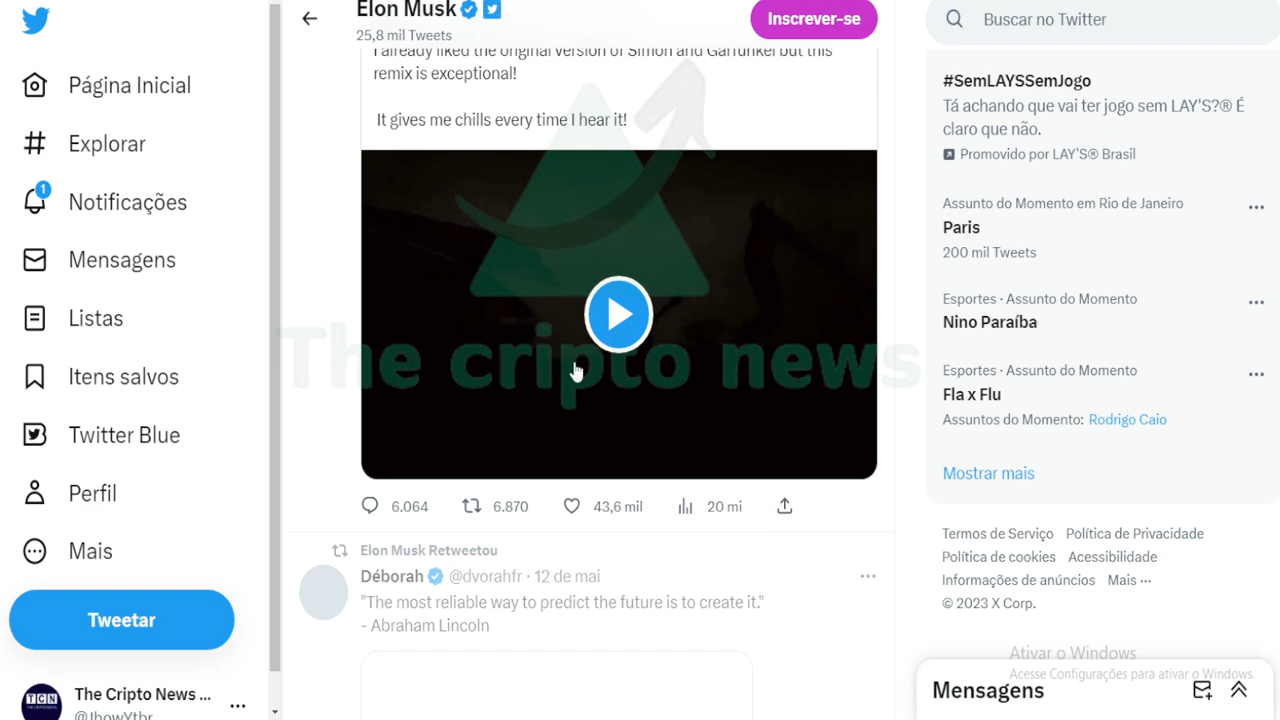 Elon Musk
25,8 mil Tweets
Inscrever-se
Buscar no Twitter
Página Inicial
Explorar
1
Notificações
Mensagens
Listas
Itens salvos
Twitter Blue
Perfil
Mais
Tweetar
TCN
The Cripto News ...
@JhowYtbr
I already liked the original version of Simon and Garfunkel but this
remix is exceptional!
It gives me chills every time I hear it!
The cripto news
6.064
6.870
43,6 mil
20 mi
Elon Musk Retweetou
Déborah @dvorahfr · 12 de mai
"The most reliable way to predict the future is to create it."
- Abraham Lincoln
#SemLAYSSemJogo
Tá achando que vai ter jogo sem LAY'S?® É
claro que não.
Promovido por LAY'S® Brasil
Assunto do Momento em Rio de Janeiro
Paris
200 mil Tweets
Esportes · Assunto do Momento
Nino Paraíba
Esportes · Assunto do Momento
Fla x Flu
Assuntos do Momento: Rodrigo Caio
Mostrar mais
Termos de Serviço Política de Privacidade
Política de cookies Acessibilidade
Informações de anúncios Mais ···
© 2023 X Corp.
Ativar o Windows
Acesse Configurações para ativar o Windows.
Mensagens